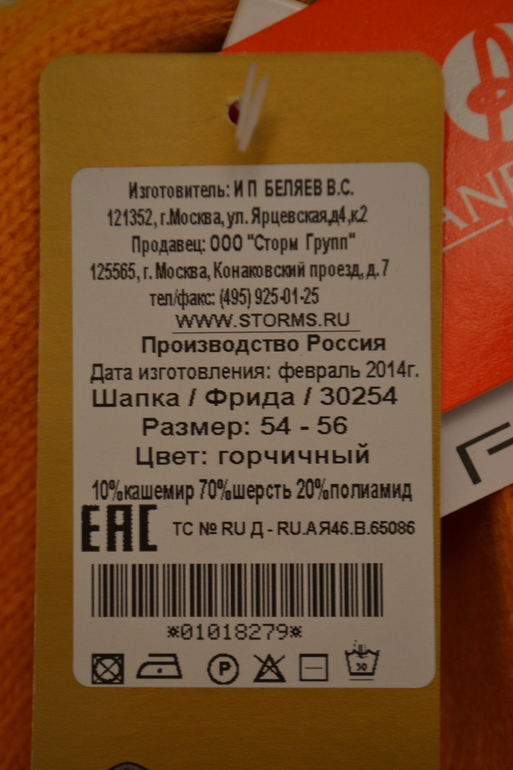 Изготовитель: И П БЕЛЯЕВ В.С.
121352, г.Москва, ул. Ярцевская,д4,к2
Продавец: ООО "Сторм Групп"
125565, г. Москва, Конаковский проезд, д.7
тел/факс: (495) 925-01-25
WWW.STORMS.RU
Производство Россия
Дата изготовления: февраль 2014г.
Шапка / Фрида / 30254
Размер: 54 - 56
Цвет: горчичный
10%кашемир 70%шерсть 20%полиамид
EAC ТС № RU Д - RU.АЯ46.В.65086
*01018279*
P 30